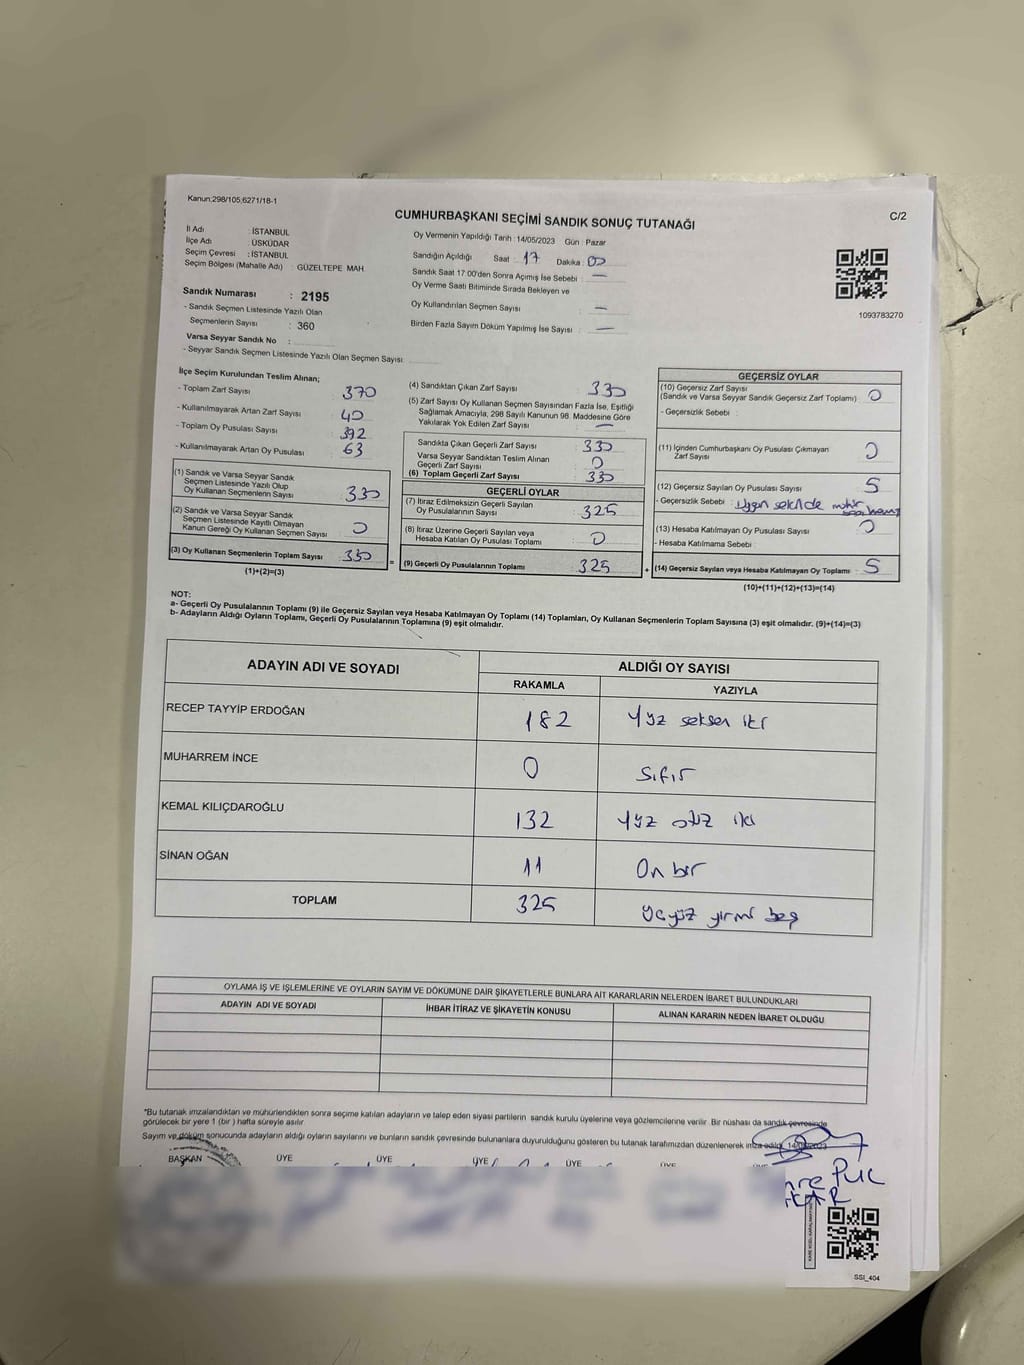 Kanun;298/105,6271/18-1
C/2
CUMHURBAŞKANI SEÇİMİ SANDIK SONUÇ TUTANAĞI
İl Adı : İSTANBUL
İlçe Adı : ÜSKÜDAR
Seçim Çevresi : İSTANBUL
Seçim Bölgesi (Mahalle Adı) : GÜZELTEPE MAH.
Sandık Numarası : 2195
- Sandık Seçmen Listesinde Yazılı Olan
Seçmenlerin Sayısı : 360
Varsa Seyyar Sandık No :
- Seyyar Sandık Seçmen Listesinde Yazılı Olan Seçmen Sayısı:
Oy Vermenin Yapıldığı Tarih : 14/05/2023 Gün : Pazar
Sandığın Açıldığı Saat : 17 Dakika : 00
Sandık Saat 17:00'den Sonra Açımış İse Sebebi : —
Oy Verme Saati Bitiminde Sırada Bekleyen ve
Oy Kullandırılan Seçmen Sayısı : —
Birden Fazla Sayım Döküm Yapılmış İse Sayısı : —
1093783270
İlçe Seçim Kurulundan Teslim Alınan;
- Toplam Zarf Sayısı : 370
- Kullanılmayarak Artan Zarf Sayısı : 40
- Toplam Oy Pusulası Sayısı : 392
- Kullanılmayarak Artan Oy Pusulası : 63
(1) Sandık ve Varsa Seyyar Sandık
Seçmen Listesinde Yazılı Olup
Oy Kullanan Seçmenlerin Sayısı : 330
(2) Sandık ve Varsa Seyyar Sandık
Seçmen Listesinde Kayıtlı Olmayan
Kanun Gereği Oy Kullanan Seçmen Sayısı : 0
(3) Oy Kullanan Seçmenlerin Toplam Sayısı : 330
(1)+(2)=(3)
(4) Sandıktan Çıkan Zarf Sayısı : 330
(5) Zarf Sayısı Oy Kullanan Seçmen Sayısından Fazla İse, Eşitliği
Sağlamak Amacıyla, 298 Sayılı Kanunun 98. Maddesine Göre
Yakılarak Yok Edilen Zarf Sayısı : —
Sandıkta Çıkan Geçerli Zarf Sayısı : 330
Varsa Seyyar Sandıktan Teslim Alınan
Geçerli Zarf Sayısı : 0
(6) Toplam Geçerli Zarf Sayısı : 330
GEÇERLİ OYLAR
(7) İtiraz Edilmeksizin Geçerli Sayılan
Oy Pusulalarının Sayısı : 325
(8) İtiraz Üzerine Geçerli Sayılan veya
Hesaba Katılan Oy Pusulası Toplamı : 0
= (9) Geçerli Oy Pusulalarının Toplamı : 325
GEÇERSİZ OYLAR
(10) Geçersiz Zarf Sayısı
(Sandık ve Varsa Seyyar Sandık Geçersiz Zarf Toplamı) : 0
- Geçersizlik Sebebi :
(11) İçinden Cumhurbaşkanı Oy Pusulası Çıkmayan
Zarf Sayısı : 0
(12) Geçersiz Sayılan Oy Pusulası Sayısı : 5
- Geçersizlik Sebebi : Uygun şekilde mühür
(13) Hesaba Katılmayan Oy Pusulası Sayısı : 0
- Hesaba Katılmama Sebebi :
+ (14) Geçersiz Sayılan veya Hesaba Katılmayan Oy Toplamı : 5
(10)+(11)+(12)+(13)=(14)
NOT:
a- Geçerli Oy Pusulalarının Toplamı (9) ile Geçersiz Sayılan veya Hesaba Katılmayan Oy Toplamı (14) Toplamları, Oy Kullanan Seçmenlerin Toplam Sayısına (3) eşit olmalıdır. (9)+(14)=(3)
b- Adayların Aldığı Oyların Toplamı, Geçerli Oy Pusulalarının Toplamına (9) eşit olmalıdır.
ADAYIN ADI VE SOYADI
ALDIĞI OY SAYISI
RAKAMLA YAZIYLA
RECEP TAYYİP ERDOĞAN 182 Yüz seksen iki
MUHARREM İNCE 0 Sıfır
KEMAL KILIÇDAROĞLU 132 Yüz otuz iki
SİNAN OĞAN 11 On bir
TOPLAM 325 Üçyüz yirmi beş
OYLAMA İŞ VE İŞLEMLERİNE VE OYLARIN SAYIM VE DÖKÜMÜNE DAİR ŞİKAYETLERLE BUNLARA AİT KARARLARIN NELERDEN İBARET BULUNDUKLARI
ADAYIN ADI VE SOYADI İHBAR İTİRAZ VE ŞİKAYETİN KONUSU ALINAN KARARIN NEDEN İBARET OLDUĞU
*Bu tutanak imzalandıktan ve mühürlendikten sonra seçime katılan adayların ve talep eden siyasi partilerin sandık kurulu üyelerine veya gözlemcilerine verilir. Bir nüshası da sandık çevresinde
görülecek bir yere 1 (bir) hafta süreyle asılır.
Sayım ve döküm sonucunda adayların aldığı oyların sayılarını ve bunların sandık çevresinde bulunanlara duyurulduğunu gösteren bu tutanak tarafımızdan düzenlenerek imza edildi.
BAŞKAN ÜYE ÜYE ÜYE ÜYE
SSI_404